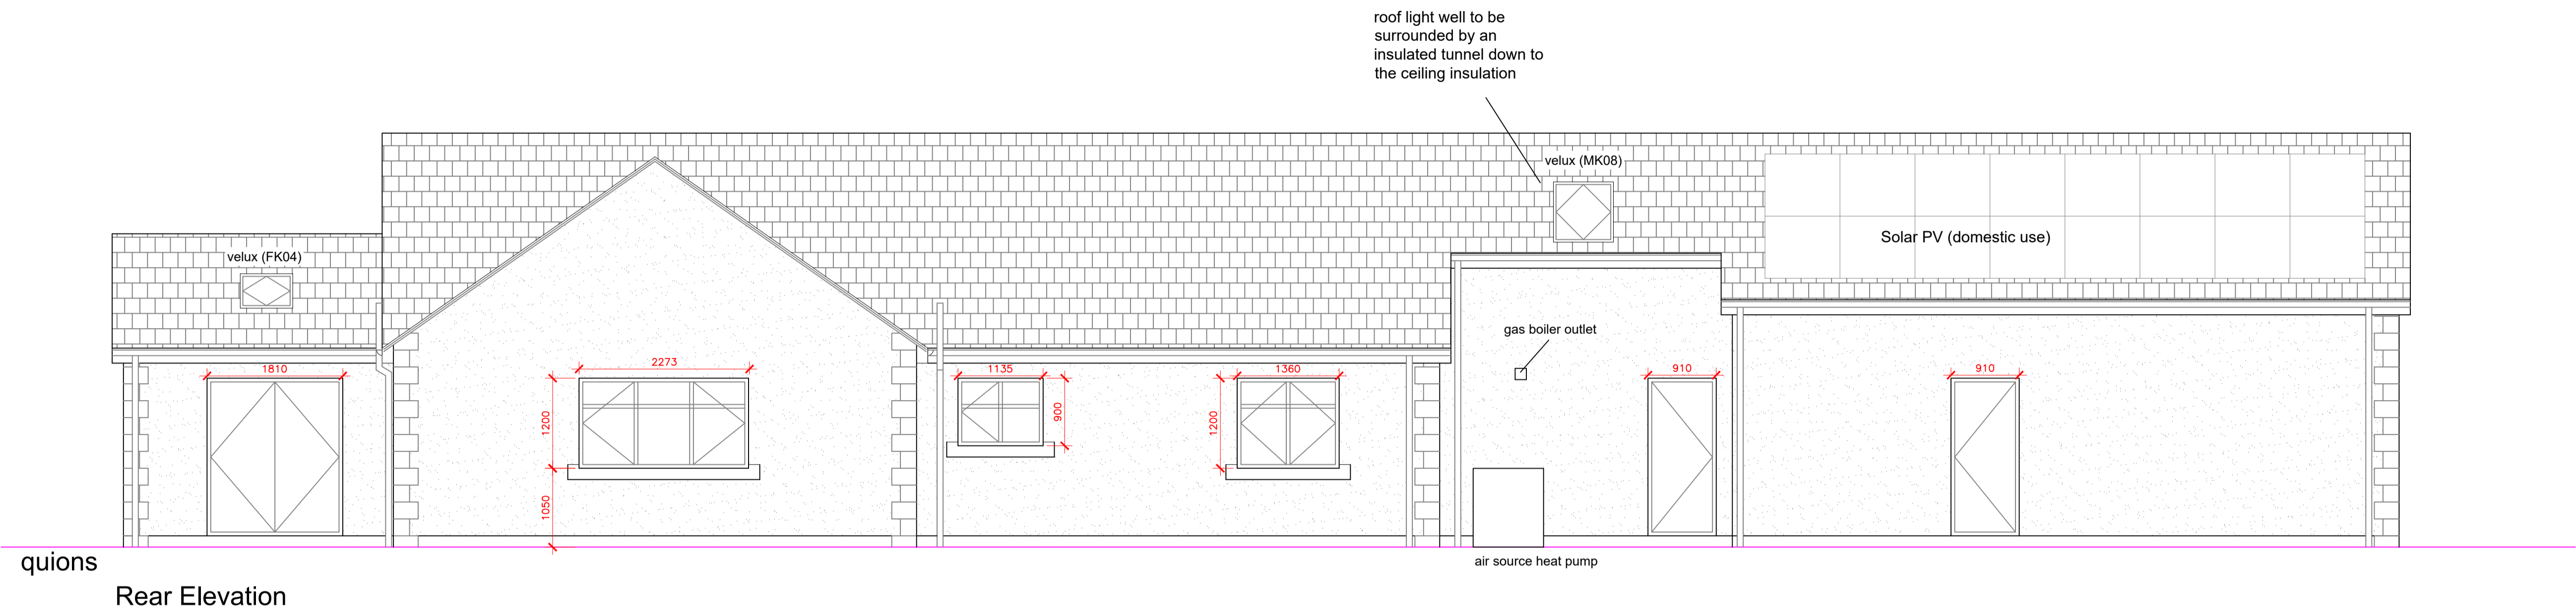 roof light well to be
surrounded by an
insulated tunnel down to
the ceiling insulation
velux (MK08)
velux (FK04)
Solar PV (domestic use)
gas boiler outlet
1810
2273
1135
1360
910
910
1200
900
1200
1050
air source heat pump
quions
Rear Elevation